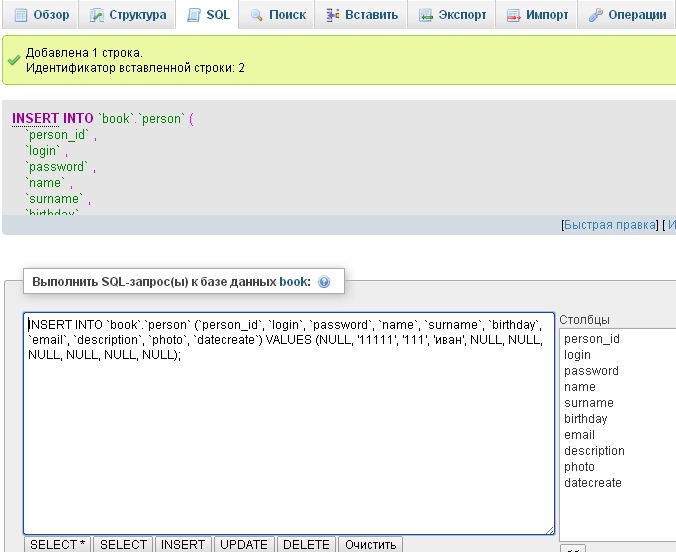 Обзор Структура SQL Поиск Вставить Экспорт Импорт Операции
Добавлена 1 строка.
Идентификатор вставленной строки: 2
INSERT INTO `book`.`person` (
`person_id` ,
`login` ,
`password` ,
`name` ,
`surname` ,
`birthday`
[Быстрая правка] [ И
Выполнить SQL-запрос(ы) к базе данных book:
INSERT INTO `book`.`person` (`person_id`, `login`, `password`, `name`, `surname`, `birthday`,
`email`, `description`, `photo`, `datecreate`) VALUES (NULL, '11111', '111', 'иван', NULL, NULL,
NULL, NULL, NULL, NULL);
Столбцы
person_id
login
password
name
surname
birthday
email
description
photo
datecreate
SELECT * SELECT INSERT UPDATE DELETE Очистить